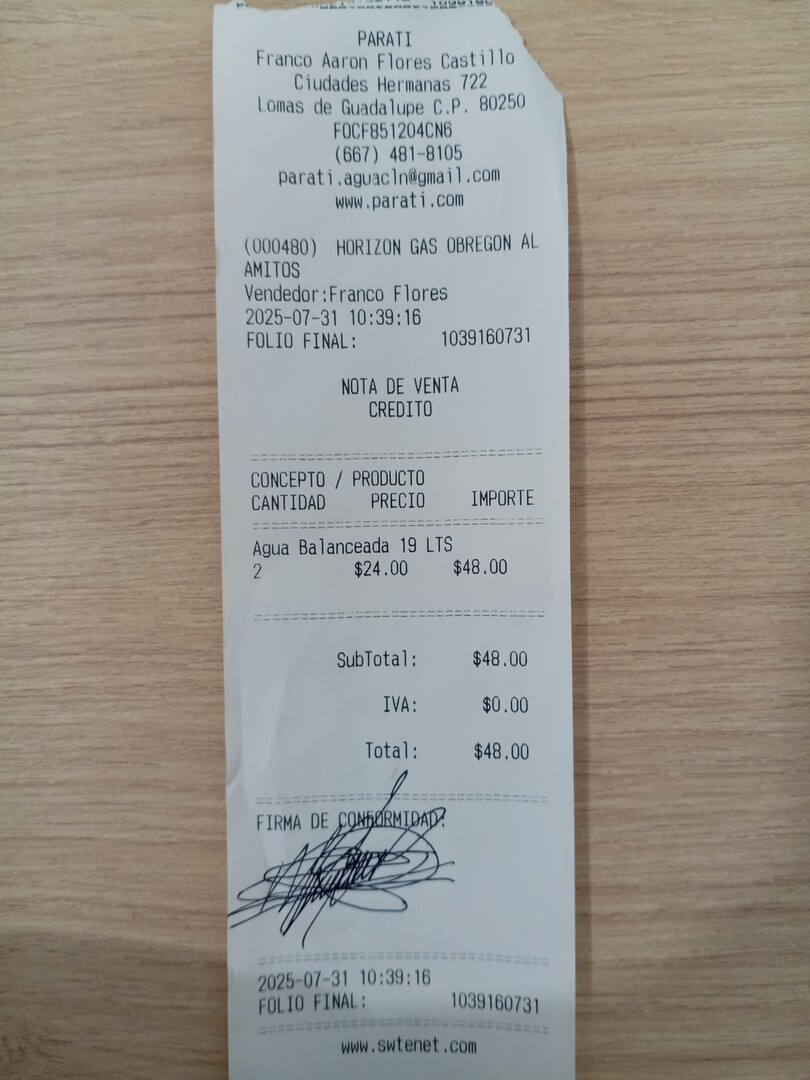 PARATI
Franco Aaron Flores Castillo
Ciudades Hermanas 722
Lomas de Guadalupe C.P. 80250
FOCF851204CN6
(667) 481-8105
parati.aguacln@gmail.com
www.parati.com
(000480) HORIZON GAS OBREGON AL
AMITOS
Vendedor:Franco Flores
2025-07-31 10:39:16
FOLIO FINAL: 1039160731
NOTA DE VENTA
CREDITO
CONCEPTO / PRODUCTO
CANTIDAD PRECIO IMPORTE
Agua Balanceada 19 LTS
2 $24.00 $48.00
SubTotal: $48.00
IVA: $0.00
Total: $48.00
FIRMA DE CONFORMIDAD:
2025-07-31 10:39:16
FOLIO FINAL: 1039160731
www.swtenet.com